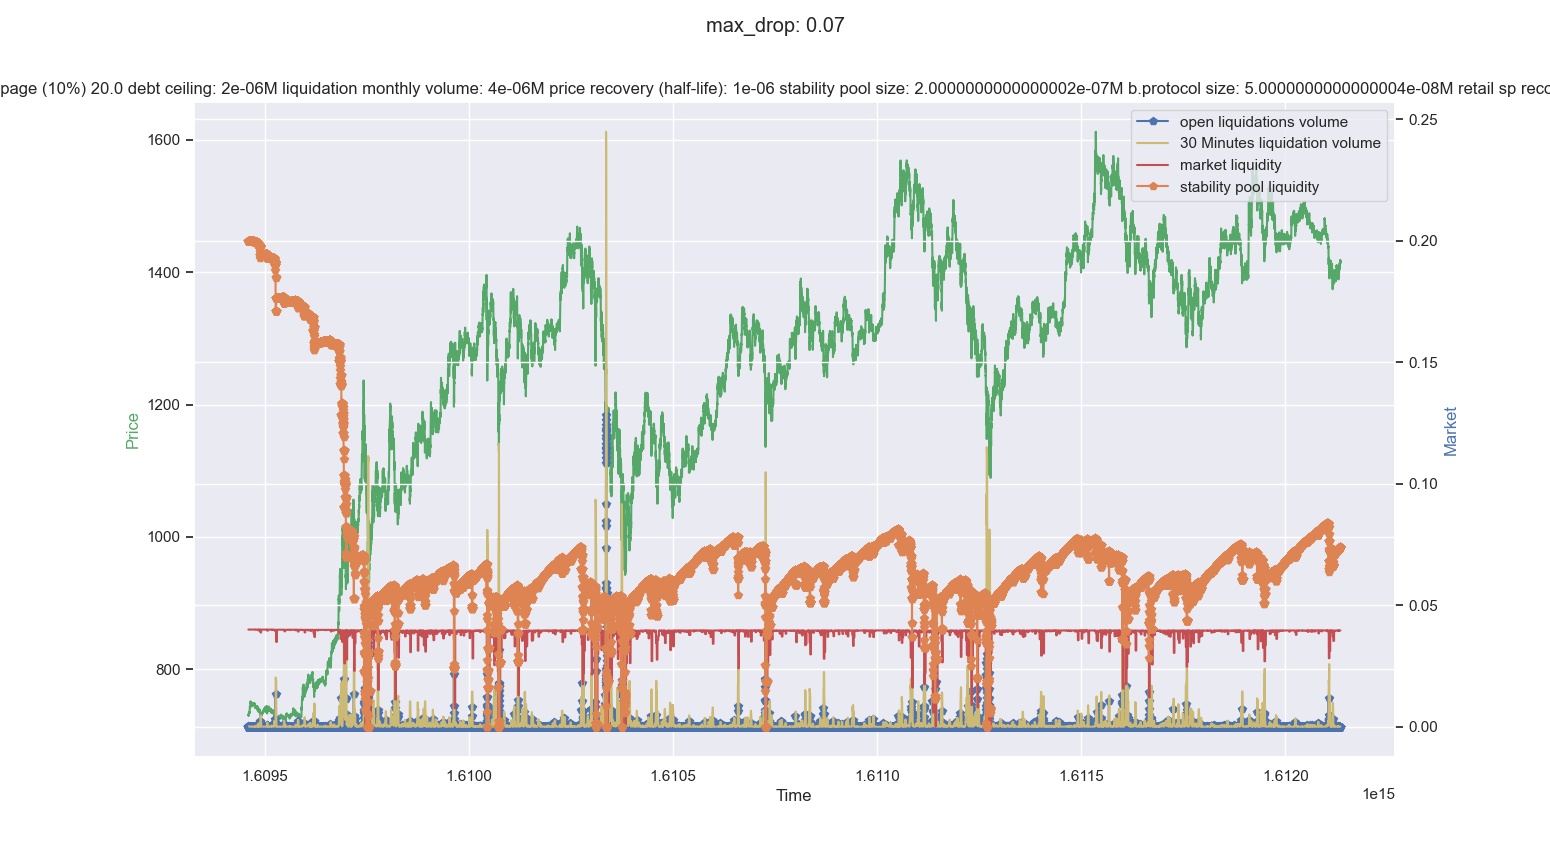 max_drop: 0.07
page (10%) 20.0 debt ceiling: 2e-06M liquidation monthly volume: 4e-06M price recovery (half-life): 1e-06 stability pool size: 2.0000000000000002e-07M b.protocol size: 5.0000000000000004e-08M retail sp reco
open liquidations volume
30 Minutes liquidation volume
market liquidity
stability pool liquidity
1600
1400
1200
1000
800
Price
0.25
0.20
0.15
0.10
0.05
0.00
Market
1.6095 1.6100 1.6105 1.6110 1.6115 1.6120
Time
1e15